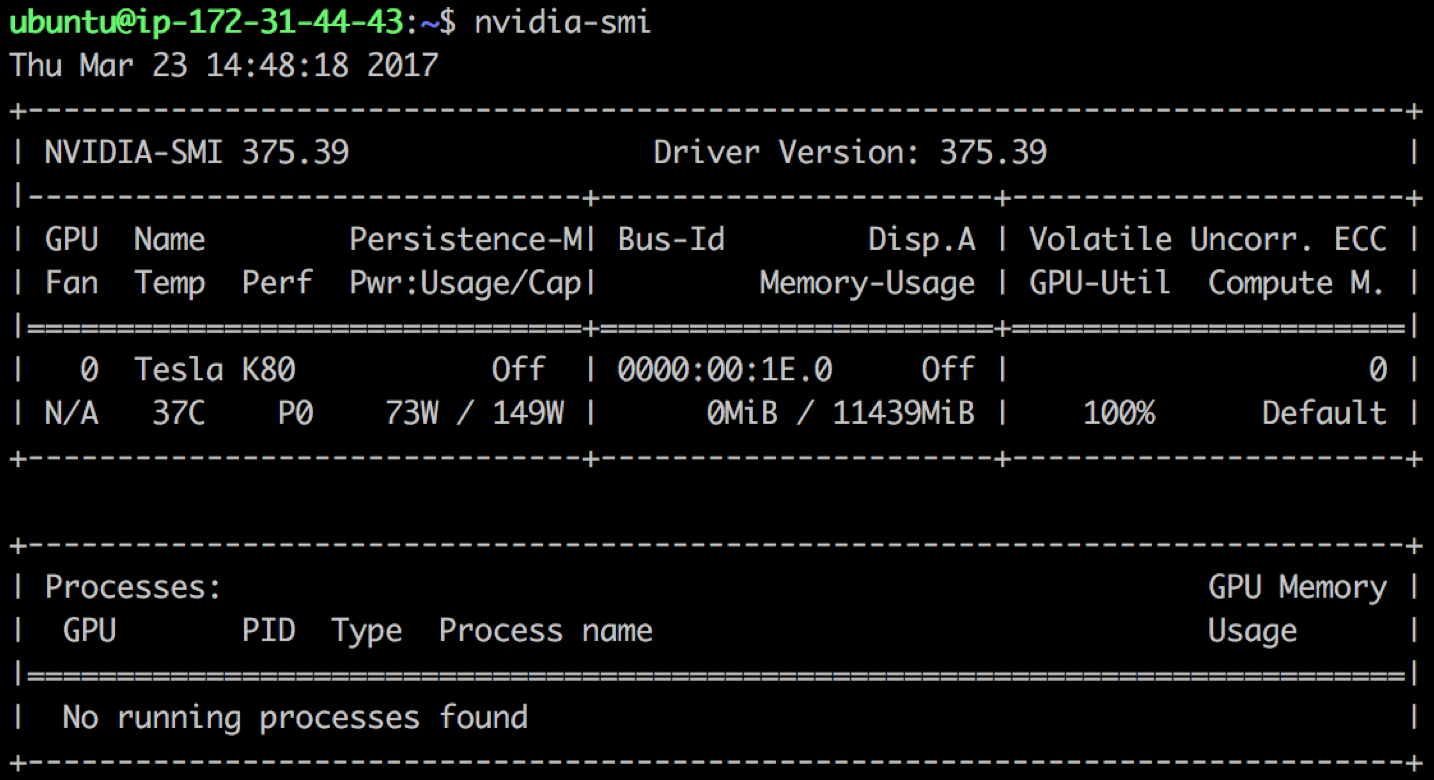 ubuntu@ip-172-31-44-43:~$ nvidia-smi
Thu Mar 23 14:48:18 2017
+-----------------------------------------------------------------------------+
| NVIDIA-SMI 375.39                 Driver Version: 375.39                    |
|-------------------------------+----------------------+----------------------+
| GPU  Name        Persistence-M| Bus-Id        Disp.A | Volatile Uncorr. ECC |
| Fan  Temp  Perf  Pwr:Usage/Cap|         Memory-Usage | GPU-Util  Compute M. |
|===============================+======================+======================|
|   0  Tesla K80           Off  | 0000:00:1E.0     Off |                    0 |
| N/A   37C    P0    73W / 149W |      0MiB / 11439MiB |    100%      Default |
+-------------------------------+----------------------+----------------------+

+-----------------------------------------------------------------------------+
| Processes:                                                       GPU Memory |
|  GPU       PID  Type  Process name                               Usage      |
|=============================================================================|
|  No running processes found                                                 |
+-----------------------------------------------------------------------------+